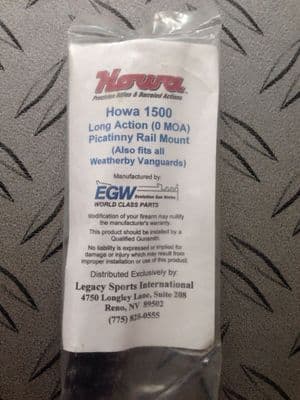 Howa
Precision Rifles & Barreled Actions
Howa 1500
Long Action (0 MOA)
Picatinny Rail Mount
(Also fits all
Weatherby Vanguards)
Manufactured by:
EGW
Evolution Gun Works
WORLD CLASS PARTS
Modification of your firearm may nullify
the manufacturer's warranty.
This product should be installed by a
Qualified Gunsmith.
No liability is expressed or implied for
damage or injury which may result from
improper installation or use of this product.
Distributed Exclusively by:
Legacy Sports International
4750 Longley Lane, Suite 208
Reno, NV 89502
(775) 828-0555